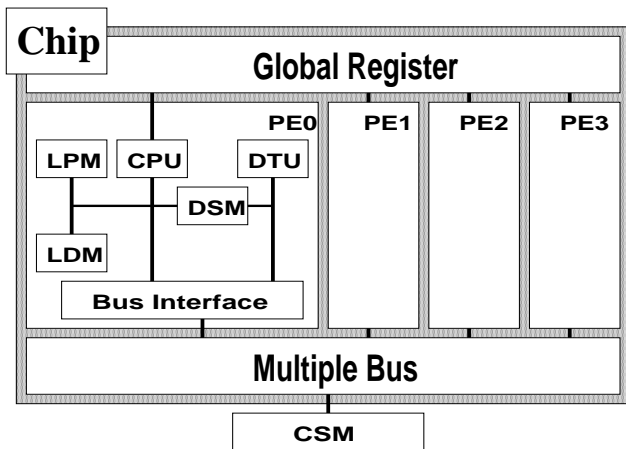 Chip
Global Register
PE0
PE1
PE2
PE3
LPM
CPU
DTU
DSM
LDM
Bus Interface
Multiple Bus
CSM